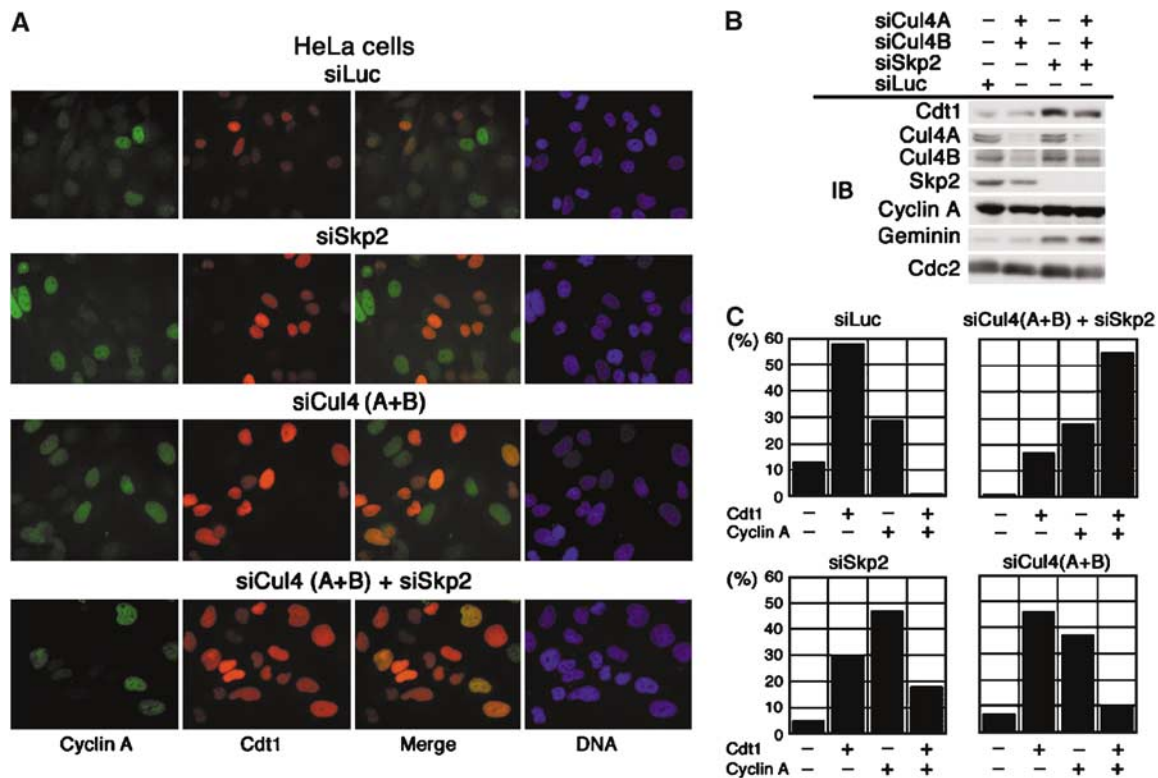 A
HeLa cells
siLuc
siSkp2
siCul4 (A+B)
siCul4 (A+B) + siSkp2
Cyclin A Cdt1 Merge DNA
B
siCul4A − + − +
siCul4B − + − +
siSkp2 − − + +
siLuc + − − −
IB
Cdt1
Cul4A
Cul4B
Skp2
Cyclin A
Geminin
Cdc2
C
siLuc
(%)
60
50
40
30
20
10
0
Cdt1 − + − +
Cyclin A − − + +
siCul4(A+B) + siSkp2
− + − +
− − + +
siSkp2
(%)
60
50
40
30
20
10
0
Cdt1 − + − +
Cyclin A − − + +
siCul4(A+B)
− + − +
− − + +